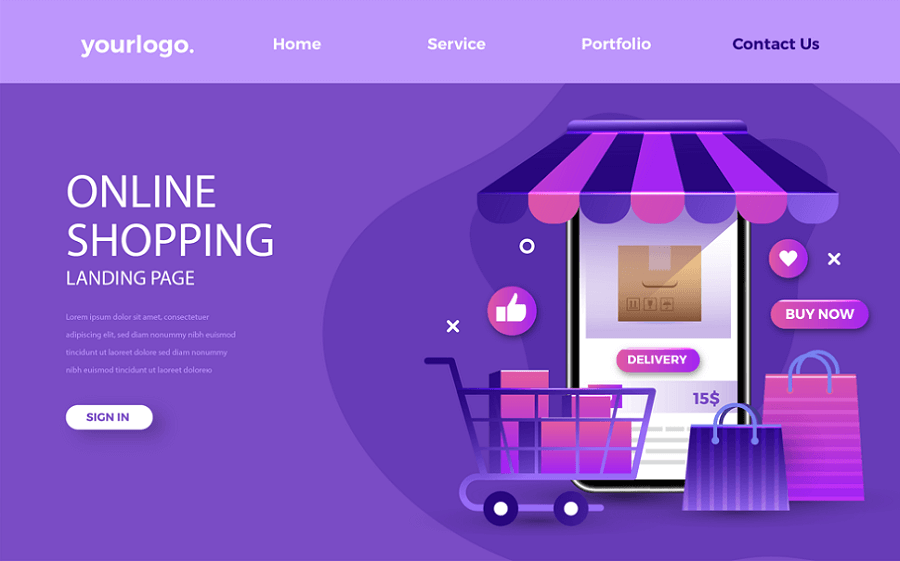 yourlogo.
Home
Service
Portfolio
Contact Us
ONLINE
SHOPPING
LANDING PAGE
Lorem ipsum dolor sit amet, consectetuer
adipiscing elit, sed diam nonummy nibh euismod
tincidunt ut laoreet dolore sed diam nonummy
nibh euismod tincidunt ut laoreet doloreo
SIGN IN
BUY NOW
DELIVERY
15$